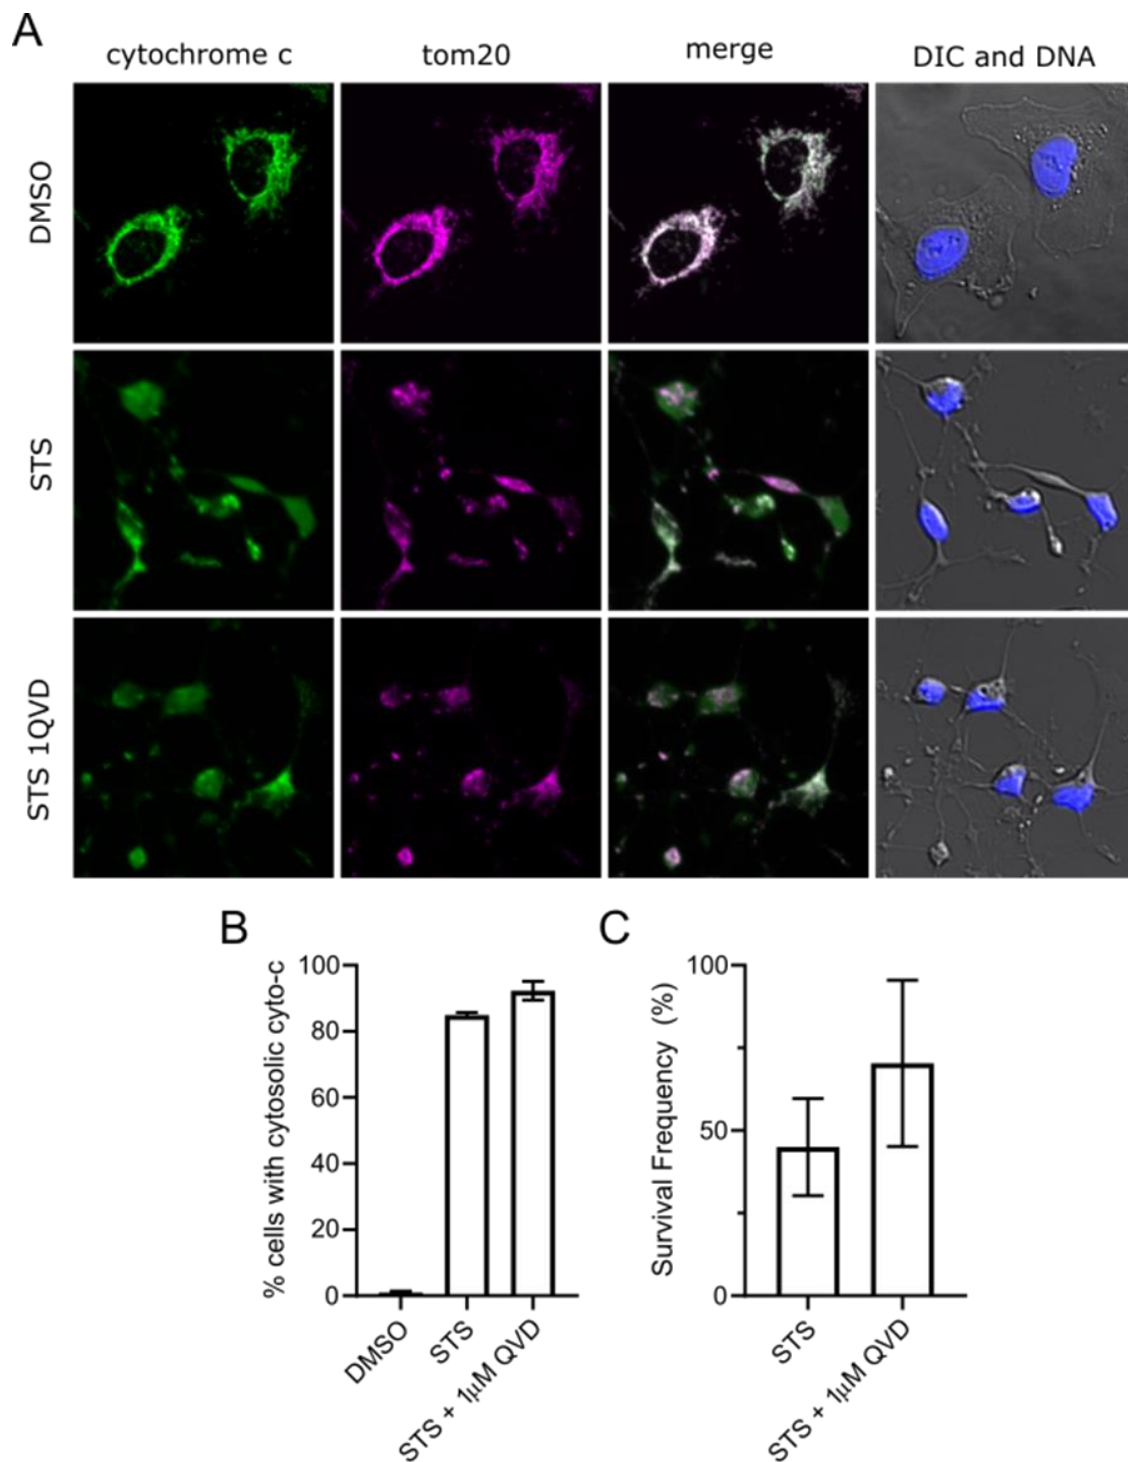 A
cytochrome c
tom20
merge
DIC and DNA
DMSO
STS
STS 1QVD
B
% cells with cytosolic cyto-c
100
80
60
40
20
0
DMSO
STS
STS + 1µM QVD
C
Survival Frequency (%)
100
50
0
STS
STS + 1µM QVD